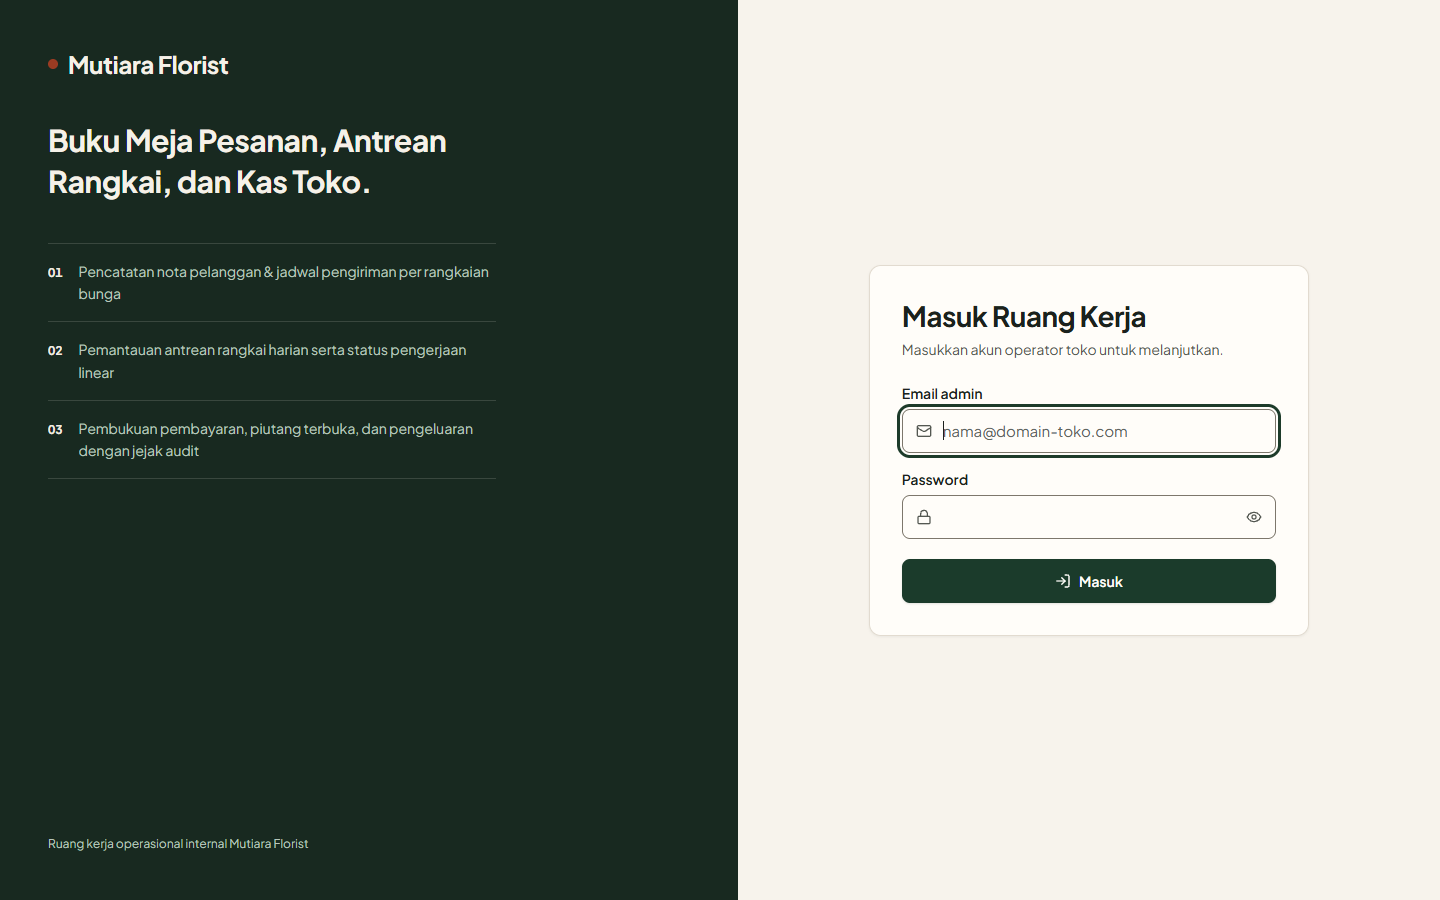 Mutiara Florist
Buku Meja Pesanan, Antrean
Rangkai, dan Kas Toko.
01 Pencatatan nota pelanggan & jadwal pengiriman per rangkaian
bunga
02 Pemantauan antrean rangkai harian serta status pengerjaan
linear
03 Pembukuan pembayaran, piutang terbuka, dan pengeluaran
dengan jejak audit
Ruang kerja operasional internal Mutiara Florist
Masuk Ruang Kerja
Masukkan akun operator toko untuk melanjutkan.
Email admin
nama@domain-toko.com
Password
Masuk